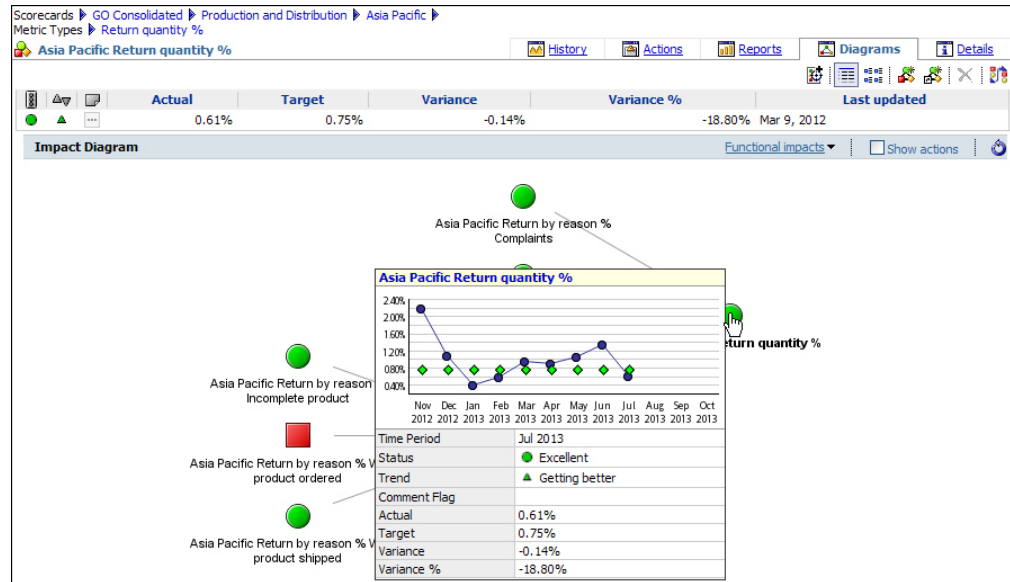 Scorecards GO Consolidated Production and Distribution Asia Pacific
Metric Types Return quantity %
Asia Pacific Return quantity %
History Actions Reports Diagrams Details
Actual Target Variance Variance % Last updated
... 0.61% 0.75% -0.14% -18.80% Mar 9, 2012
Impact Diagram Functional impacts Show actions
Asia Pacific Return by reason %
Complaints
Asia Pacific Return quantity %
2.40%
2.00%
1.60%
1.20%
0.80%
0.40%
Nov Dec Jan Feb Mar Apr May Jun Jul Aug Sep Oct
2012 2012 2013 2013 2013 2013 2013 2013 2013 2013 2013 2013
Time Period Jul 2013
Status Excellent
Trend Getting better
Comment Flag
Actual 0.61%
Target 0.75%
Variance -0.14%
Variance % -18.80%
quantity %
Asia Pacific Return by reason
Incomplete product
Asia Pacific Return by reason %
product ordered
Asia Pacific Return by reason %
product shipped